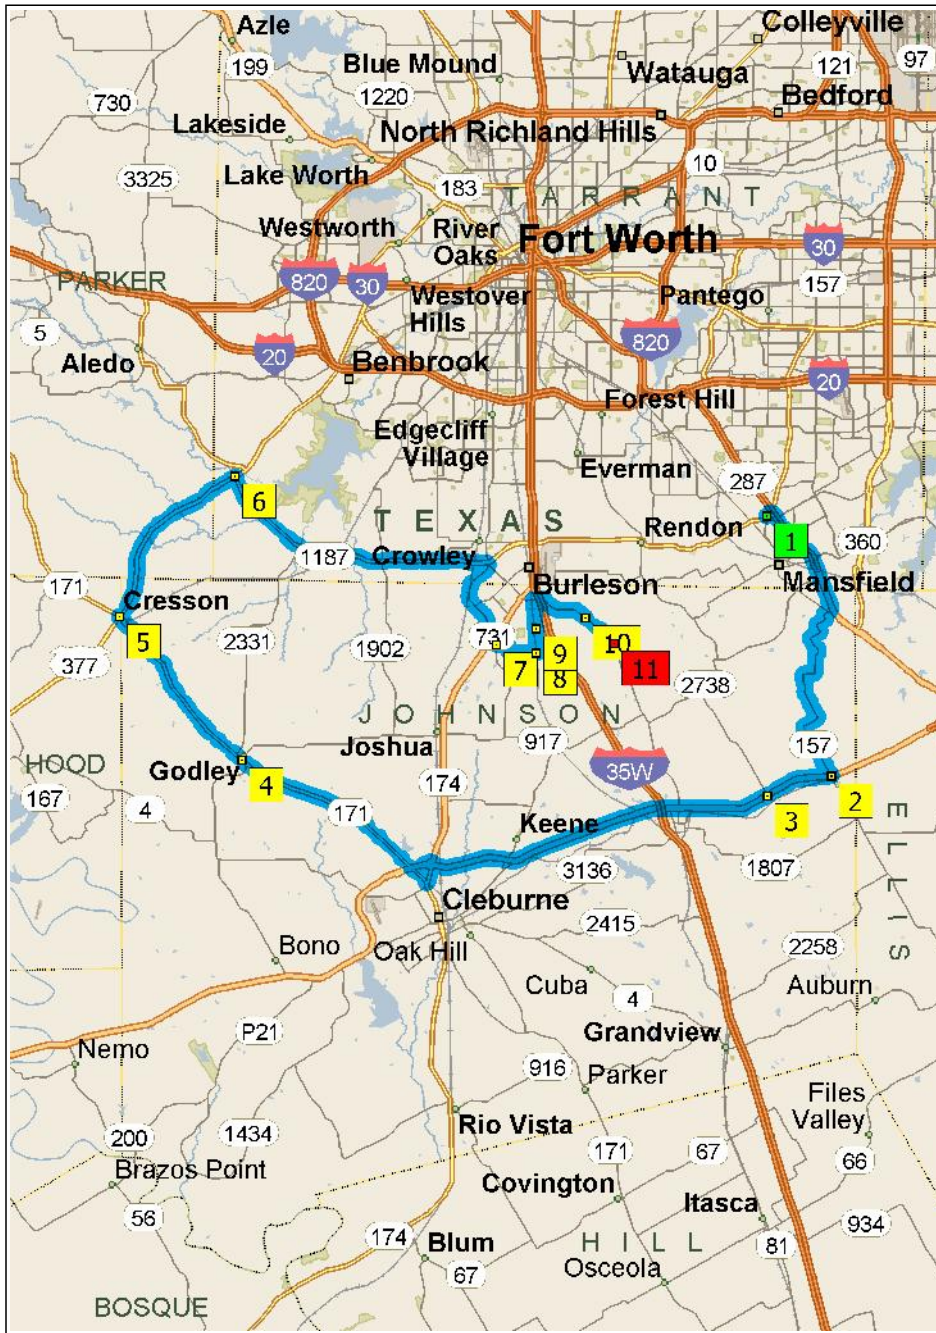 Colleyville
Azle
199
121
97
Blue Mound
Watauga
730
1220
Bedford
Lakeside
North Richland Hills
10
3325
Lake Worth
183
TARRANT
Westworth
River
Oaks
Fort Worth
30
PARKER
820
30
Westover
Hills
Pantego
157
5
820
Aledo
20
Benbrook
20
Forest Hill
Edgecliff
Village
Everman
287
6
TEXAS
Rendon
1
360
1187
Crowley
Mansfield
171
Burleson
Cresson
5
2331
1902
731
7
9
8
10
11
377
2738
JOHNSON
Joshua
917
157
HOOD
Godley
4
35W
167
4
171
174
3
2
ELLIS
Keene
3136
1807
Cleburne
2415
Bono
Oak Hill
2258
Cuba
4
Auburn
P21
Grandview
Nemo
916
Parker
Files
Valley
200
1434
Rio Vista
171
67
66
Brazos Point
Covington
Itasca
56
174
Blum
HILL
81
934
67
Osceola
BOSQUE